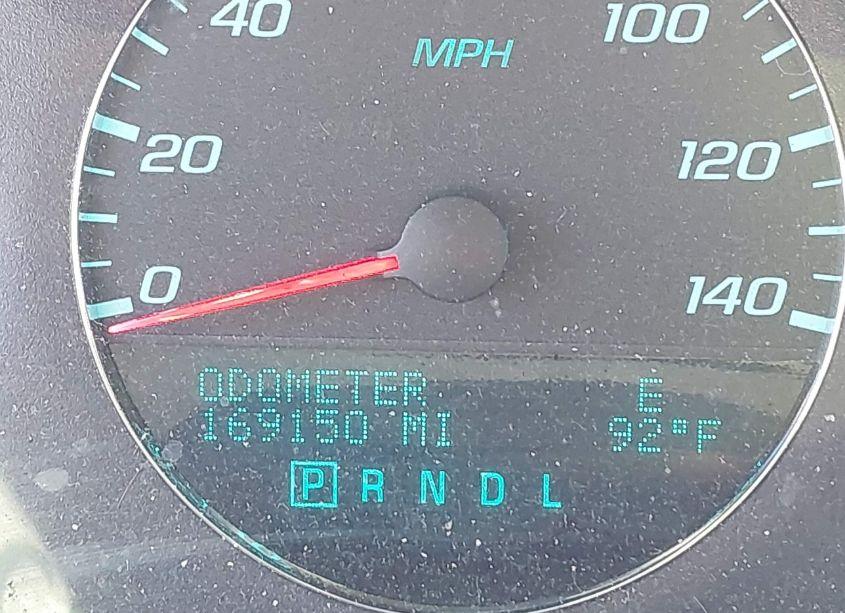 40 100
MPH
20 120
0 140
ODOMETER E
169150 MI 92°F
P R N D L